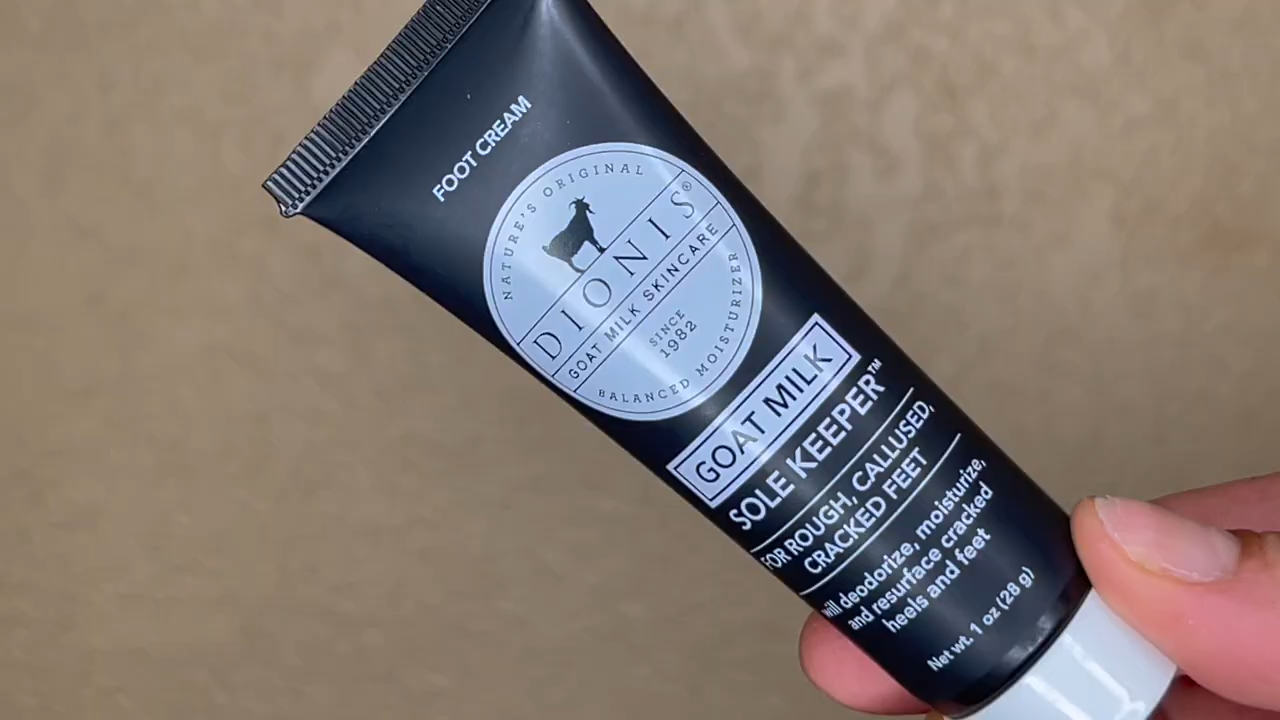 FOOT CREAM
NATURE'S ORIGINAL
DIONIS®
GOAT MILK SKINCARE
SINCE
1982
BALANCED MOISTURIZER
GOAT MILK
SOLE KEEPER™
FOR ROUGH, CALLUSED,
CRACKED FEET
will deodorize, moisturize,
and resurface cracked
heels and feet
Net wt. 1 oz (28 g)